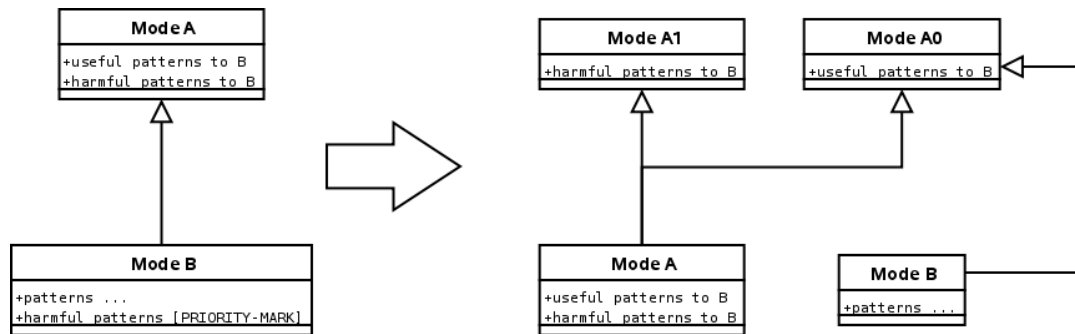 Mode A
+useful patterns to B
+harmful patterns to B
Mode B
+patterns ...
+harmful patterns [PRIORITY-MARK]
Mode A1
+harmful patterns to B
Mode A0
+useful patterns to B
Mode A
+useful patterns to B
+harmful patterns to B
Mode B
+patterns ...